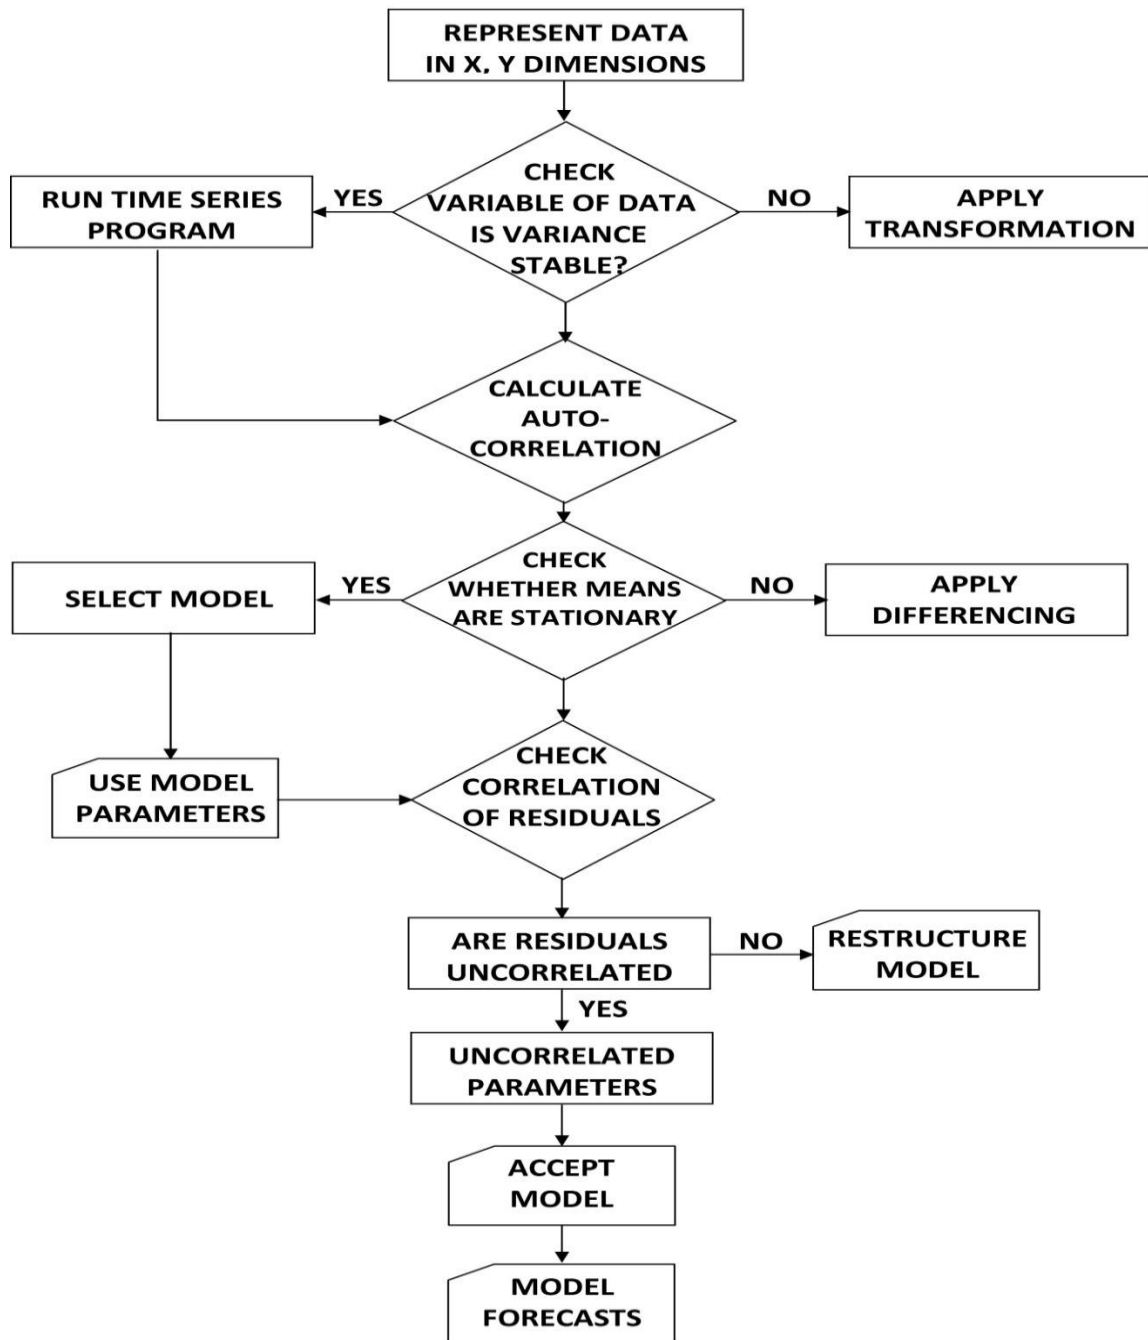 REPRESENT DATA
IN X, Y DIMENSIONS
CHECK
VARIABLE OF DATA
IS VARIANCE
STABLE?
YES
NO
RUN TIME SERIES
PROGRAM
APPLY
TRANSFORMATION
CALCULATE
AUTO-
CORRELATION
CHECK
WHETHER MEANS
ARE STATIONARY
YES
NO
SELECT MODEL
APPLY
DIFFERENCING
USE MODEL
PARAMETERS
CHECK
CORRELATION
OF RESIDUALS
ARE RESIDUALS
UNCORRELATED
NO
RESTRUCTURE
MODEL
YES
UNCORRELATED
PARAMETERS
ACCEPT
MODEL
MODEL
FORECASTS